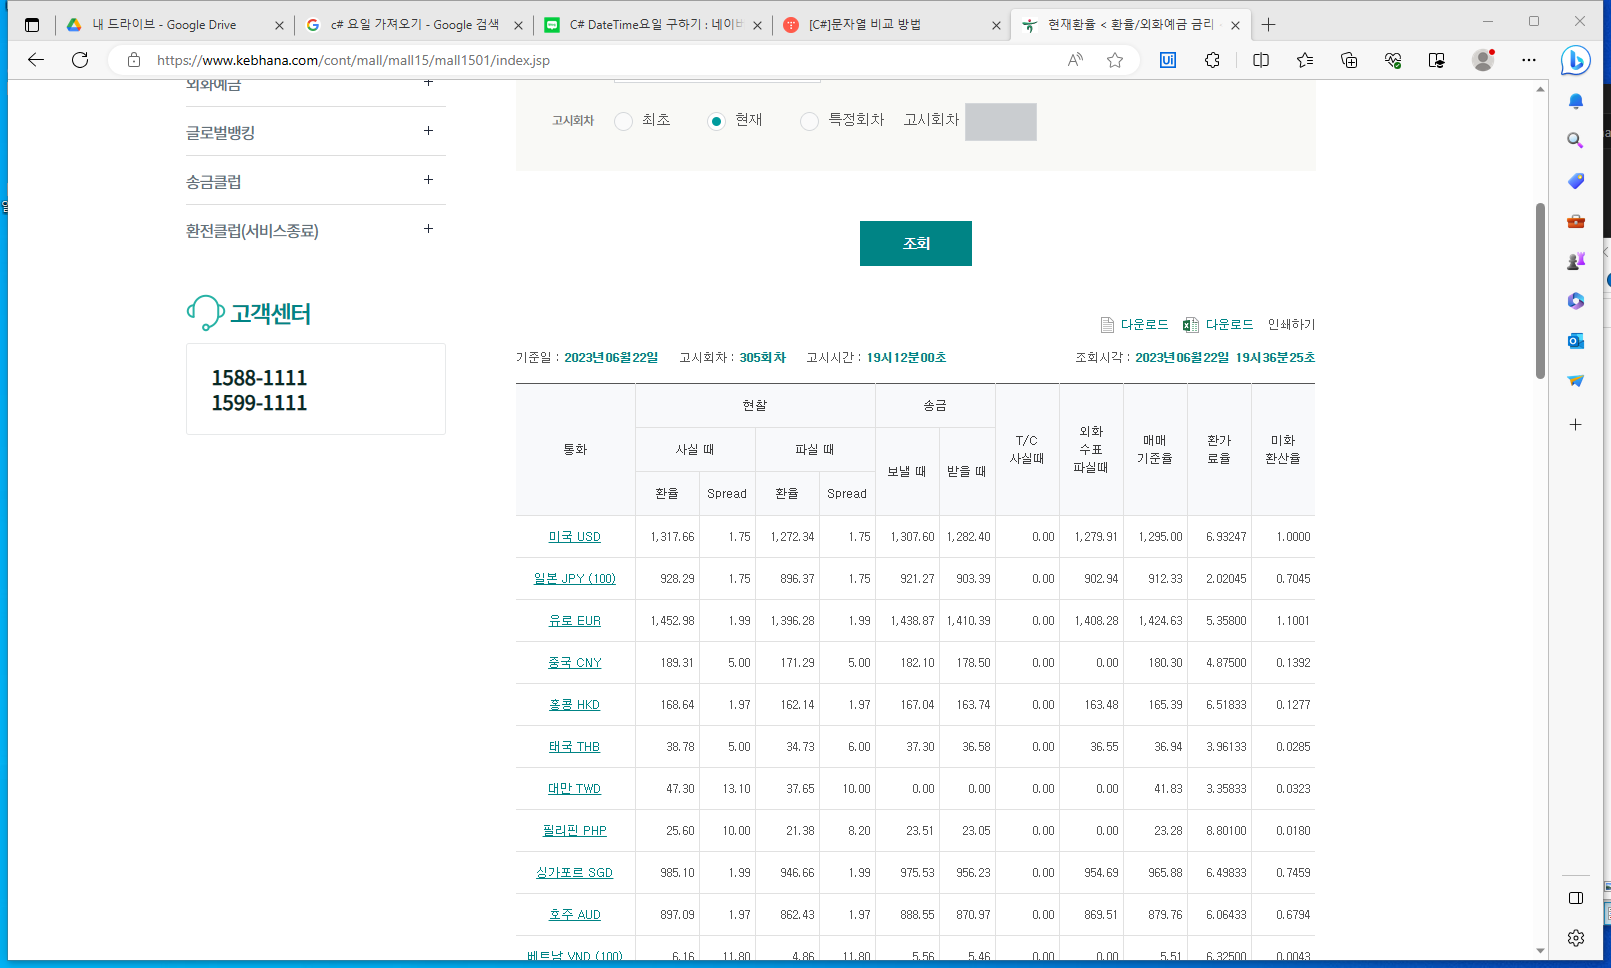 내 드라이브 - Google Drive
c# 요일 가져오기 - Google 검색
C# DateTime요일 구하기 : 네이버
[C#]문자열 비교 방법
현재환율 < 환율/외화예금 금리
https://www.kebhana.com/cont/mall/mall15/mall1501/index.jsp
외화예금 +
글로벌뱅킹 +
송금클럽 +
환전클럽(서비스종료) +
고객센터
1588-1111
1599-1111
고시회차 최초 현재 특정회차 고시회차
조회
다운로드 다운로드 인쇄하기
기준일 : 2023년06월22일 고시회차 : 305회차 고시시간 : 19시12분00초 조회시각 : 2023년06월22일 19시36분25초
통화 현찰 송금 T/C 사실때 외화 수표 파실때 매매 기준율 환가 료율 미화 환산율
사실 때 파실 때 보낼 때 받을 때
환율 Spread 환율 Spread
미국 USD 1,317.66 1.75 1,272.34 1.75 1,307.60 1,282.40 0.00 1,279.91 1,295.00 6.93247 1.0000
일본 JPY (100) 928.29 1.75 896.37 1.75 921.27 903.39 0.00 902.94 912.33 2.02045 0.7045
유로 EUR 1,452.98 1.99 1,396.28 1.99 1,438.87 1,410.39 0.00 1,408.28 1,424.63 5.35800 1.1001
중국 CNY 189.31 5.00 171.29 5.00 182.10 178.50 0.00 0.00 180.30 4.87500 0.1392
홍콩 HKD 168.64 1.97 162.14 1.97 167.04 163.74 0.00 163.48 165.39 6.51833 0.1277
태국 THB 38.78 5.00 34.73 6.00 37.30 36.58 0.00 36.55 36.94 3.96133 0.0285
대만 TWD 47.30 13.10 37.65 10.00 0.00 0.00 0.00 0.00 41.83 3.35833 0.0323
필리핀 PHP 25.60 10.00 21.38 8.20 23.51 23.05 0.00 0.00 23.28 8.80100 0.0180
싱가포르 SGD 985.10 1.99 946.66 1.99 975.53 956.23 0.00 954.69 965.88 6.49833 0.7459
호주 AUD 897.09 1.97 862.43 1.97 888.55 870.97 0.00 869.51 879.76 6.06433 0.6794
베트남 VND (100) 6.16 11.80 4.86 11.80 5.56 5.46 0.00 0.00 5.51 6.32500 0.0043